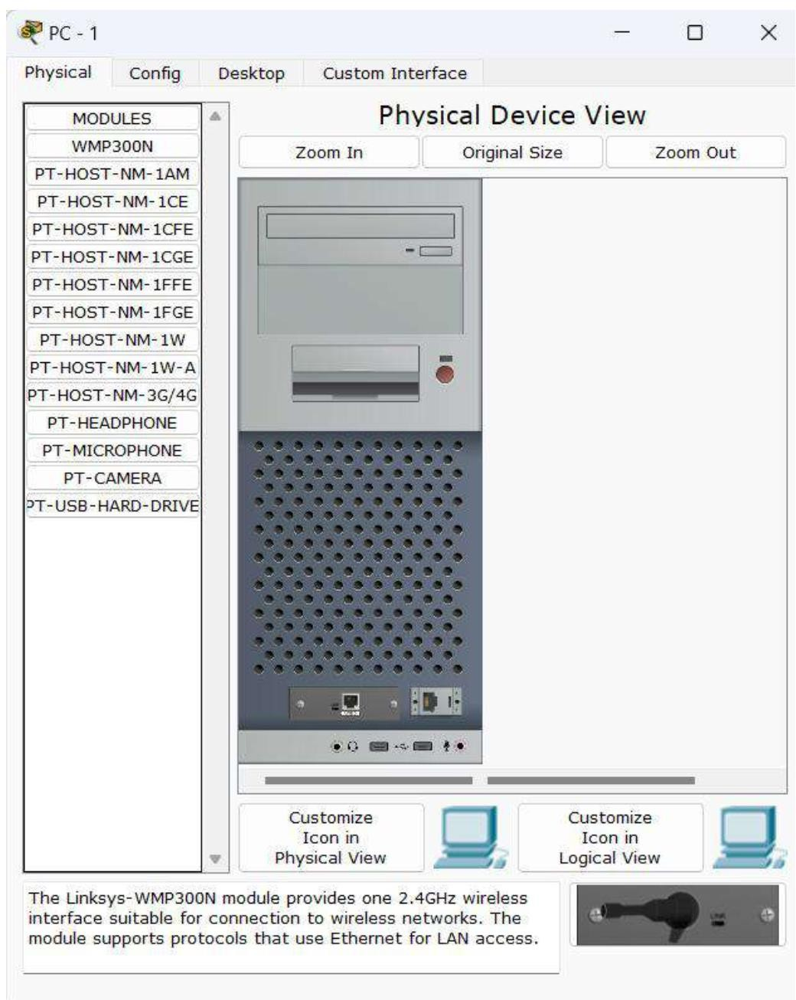 PC - 1
Physical
Config
Desktop
Custom Interface
MODULES
WMP300N
PT-HOST-NM-1AM
PT-HOST-NM-1CE
PT-HOST-NM-1CFE
PT-HOST-NM-1CGE
PT-HOST-NM-1FFE
PT-HOST-NM-1FGE
PT-HOST-NM-1W
PT-HOST-NM-1W-A
PT-HOST-NM-3G/4G
PT-HEADPHONE
PT-MICROPHONE
PT-CAMERA
PT-USB-HARD-DRIVE
Physical Device View
Zoom In
Original Size
Zoom Out
Customize
Icon in
Physical View
Customize
Icon in
Logical View
The Linksys-WMP300N module provides one 2.4GHz wireless
interface suitable for connection to wireless networks. The
module supports protocols that use Ethernet for LAN access.